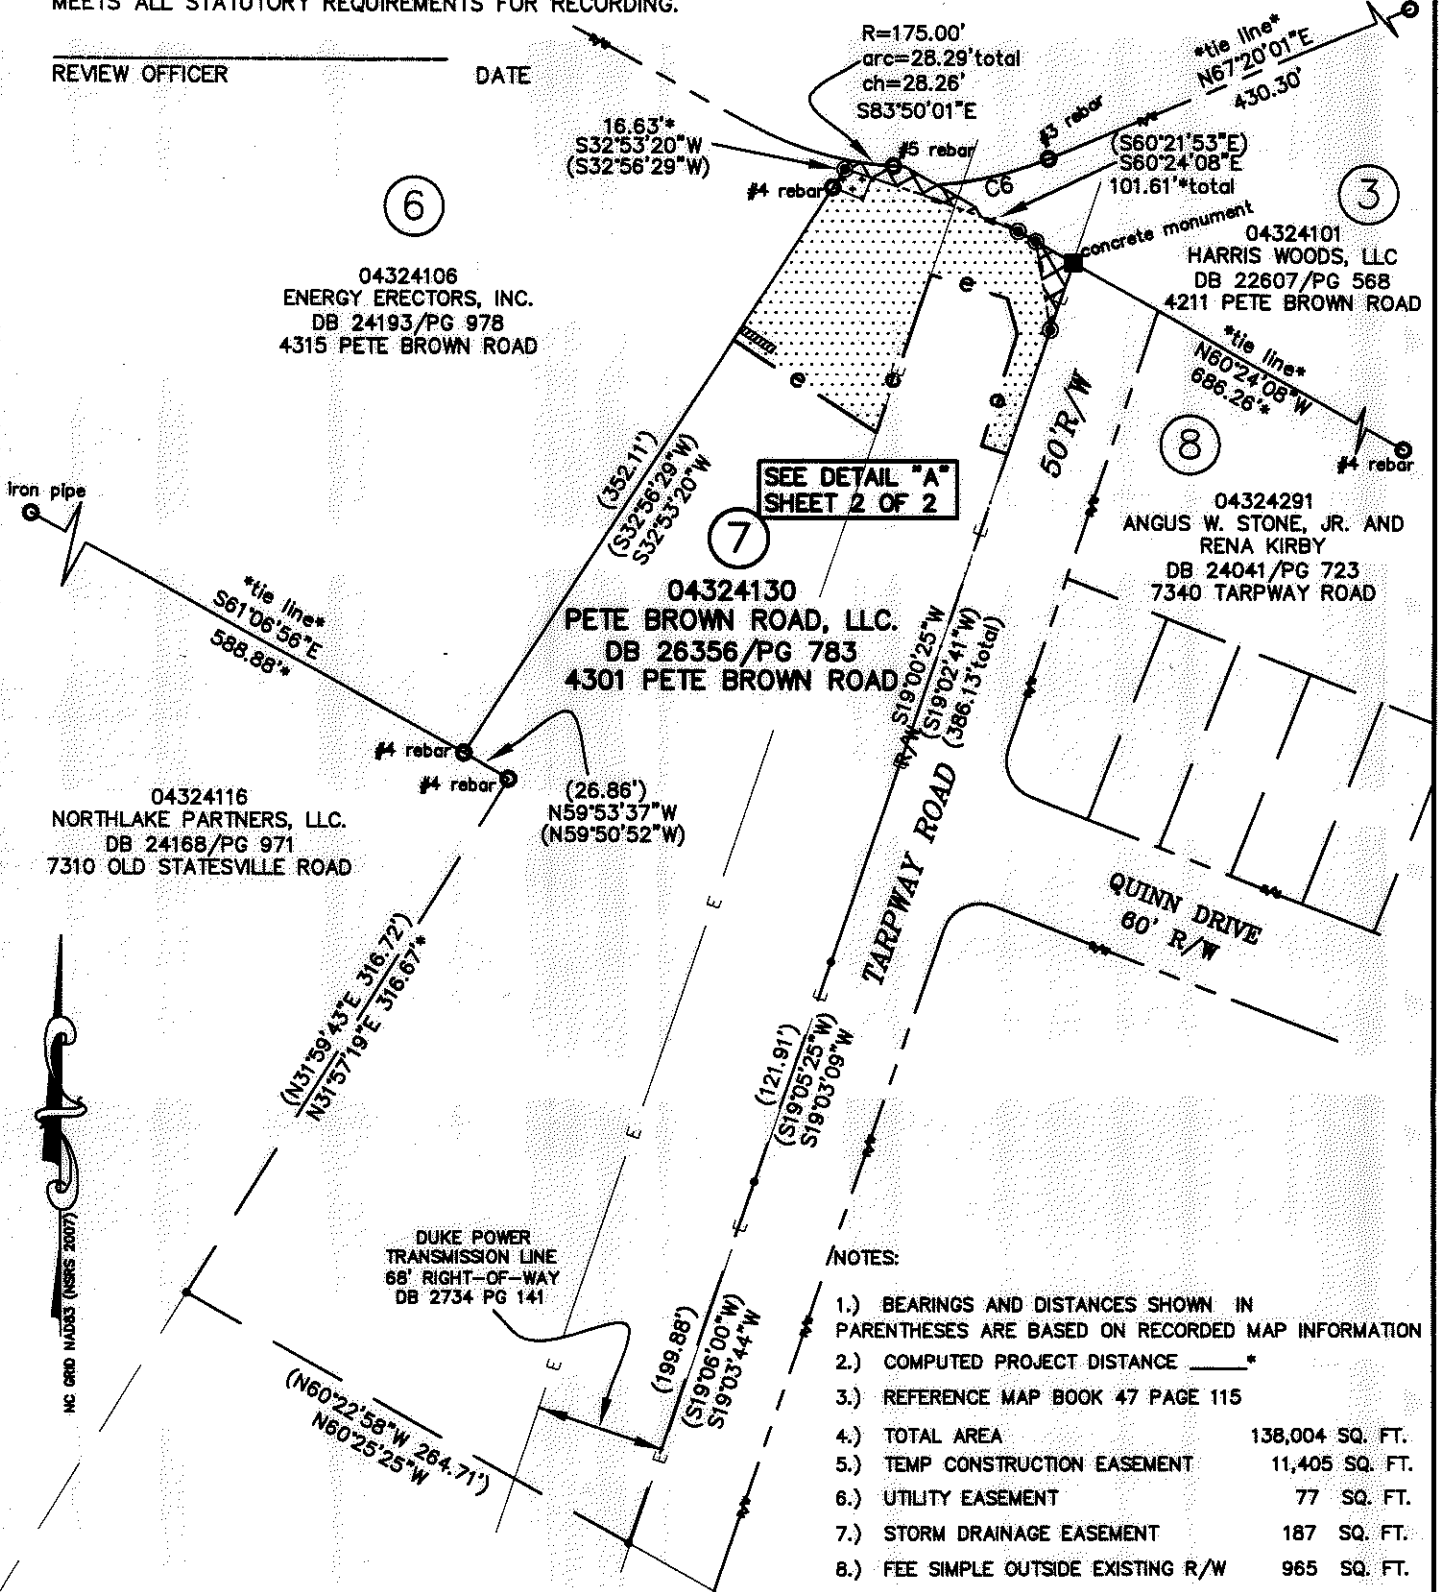 MEETS ALL STATUTORY REQUIREMENTS FOR RECORDING.
REVIEW OFFICER DATE
R=175.00'
arc=28.29'total
ch=28.26'
S83°50'01"E
*tie line*
N67°20'01"E
430.30'
16.63'*
S32°53'20"W
(S32°56'29"W)
#5 rebar
#3 rebar
#4 rebar
C6
(S60°21'53"E)
S60°24'08"E
101.61'*total
concrete monument
6
04324106
ENERGY ERECTORS, INC.
DB 24193/PG 978
4315 PETE BROWN ROAD
3
04324101
HARRIS WOODS, LLC
DB 22607/PG 568
4211 PETE BROWN ROAD
*tie line*
N60°24'08"W
686.26'*
#4 rebar
50'R/W
8
04324291
ANGUS W. STONE, JR. AND
RENA KIRBY
DB 24041/PG 723
7340 TARPWAY ROAD
(352.11')
(S32°56'29"W)
S32°53'20"W
SEE DETAIL "A"
SHEET 2 OF 2
7
04324130
PETE BROWN ROAD, LLC.
DB 26356/PG 783
4301 PETE BROWN ROAD
iron pipe
*tie line*
S61°06'56"E
588.88'*
#4 rebar
#4 rebar
(26.86')
N59°53'37"W
(N59°50'52"W)
04324116
NORTHLAKE PARTNERS, LLC.
DB 24168/PG 971
7310 OLD STATESVILLE ROAD
(R/W S19°00'25"W
(S19°02'41"W)
(386.13'total)
TARPWAY ROAD
QUINN DRIVE
60' R/W
(N31°59'43"E 316.72')
N31°57'19"E 316.67'*
(121.91')
(S19°05'25"W)
S19°03'09"W
NC GRID NAD83 (NSRS 2007)
DUKE POWER
TRANSMISSION LINE
68' RIGHT-OF-WAY
DB 2734 PG 141
(199.88')
(S19°06'00"W)
S19°03'44"W
(N60°22'58"W 264.71')
N60°25'25"W
E
E
E
E
E
E
E
E
E
E
NOTES:
1.) BEARINGS AND DISTANCES SHOWN IN
PARENTHESES ARE BASED ON RECORDED MAP INFORMATION
2.) COMPUTED PROJECT DISTANCE _____*
3.) REFERENCE MAP BOOK 47 PAGE 115
4.) TOTAL AREA 138,004 SQ. FT.
5.) TEMP CONSTRUCTION EASEMENT 11,405 SQ. FT.
6.) UTILITY EASEMENT 77 SQ. FT.
7.) STORM DRAINAGE EASEMENT 187 SQ. FT.
8.) FEE SIMPLE OUTSIDE EXISTING R/W 965 SQ. FT.